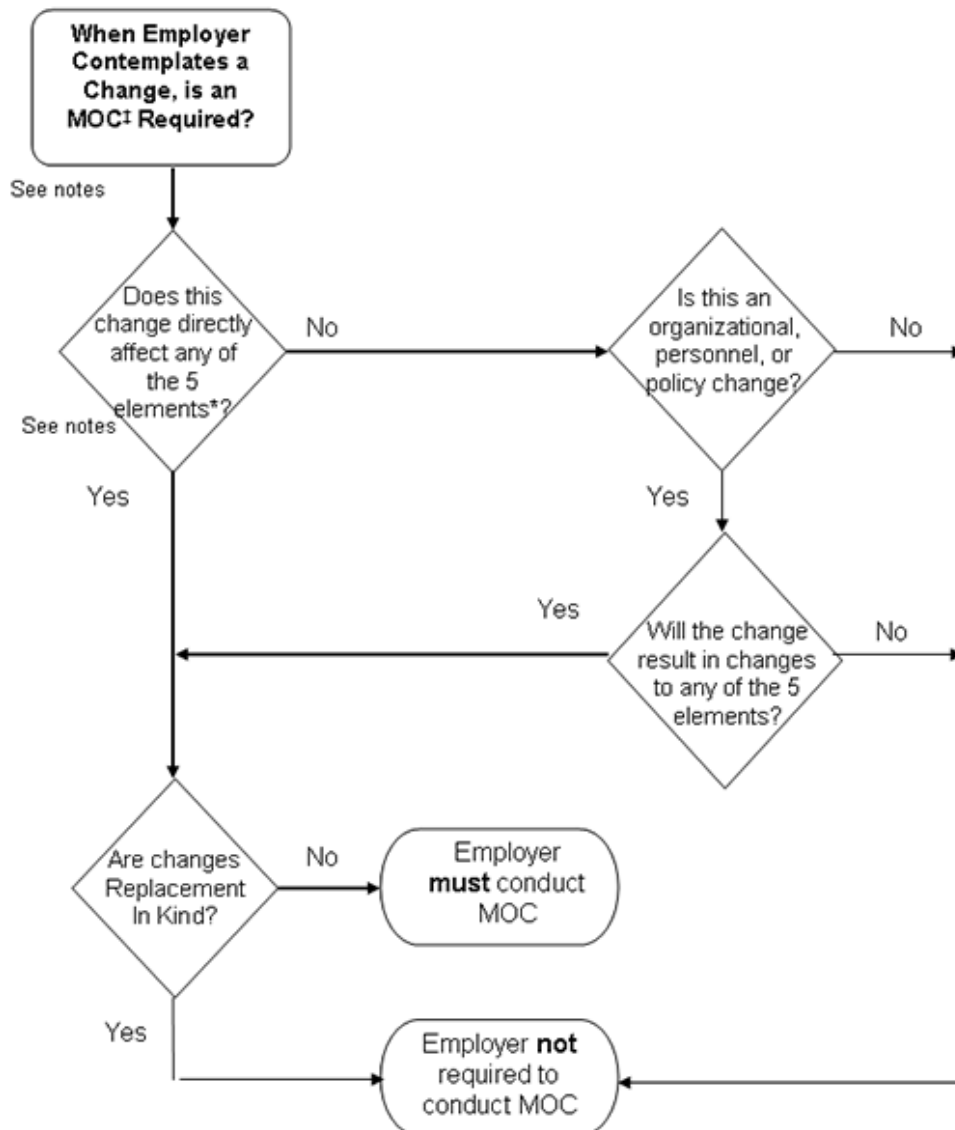 When Employer
Contemplates a
Change, is an
MOC‡ Required?
See notes
Does this
change directly
affect any of
the 5
elements*?
See notes
No
Is this an
organizational,
personnel, or
policy change?
No
Yes
Yes
Yes
Will the change
result in changes
to any of the 5
elements?
No
Are changes
Replacement
In Kind?
No
Employer
must conduct
MOC
Yes
Employer not
required to
conduct MOC